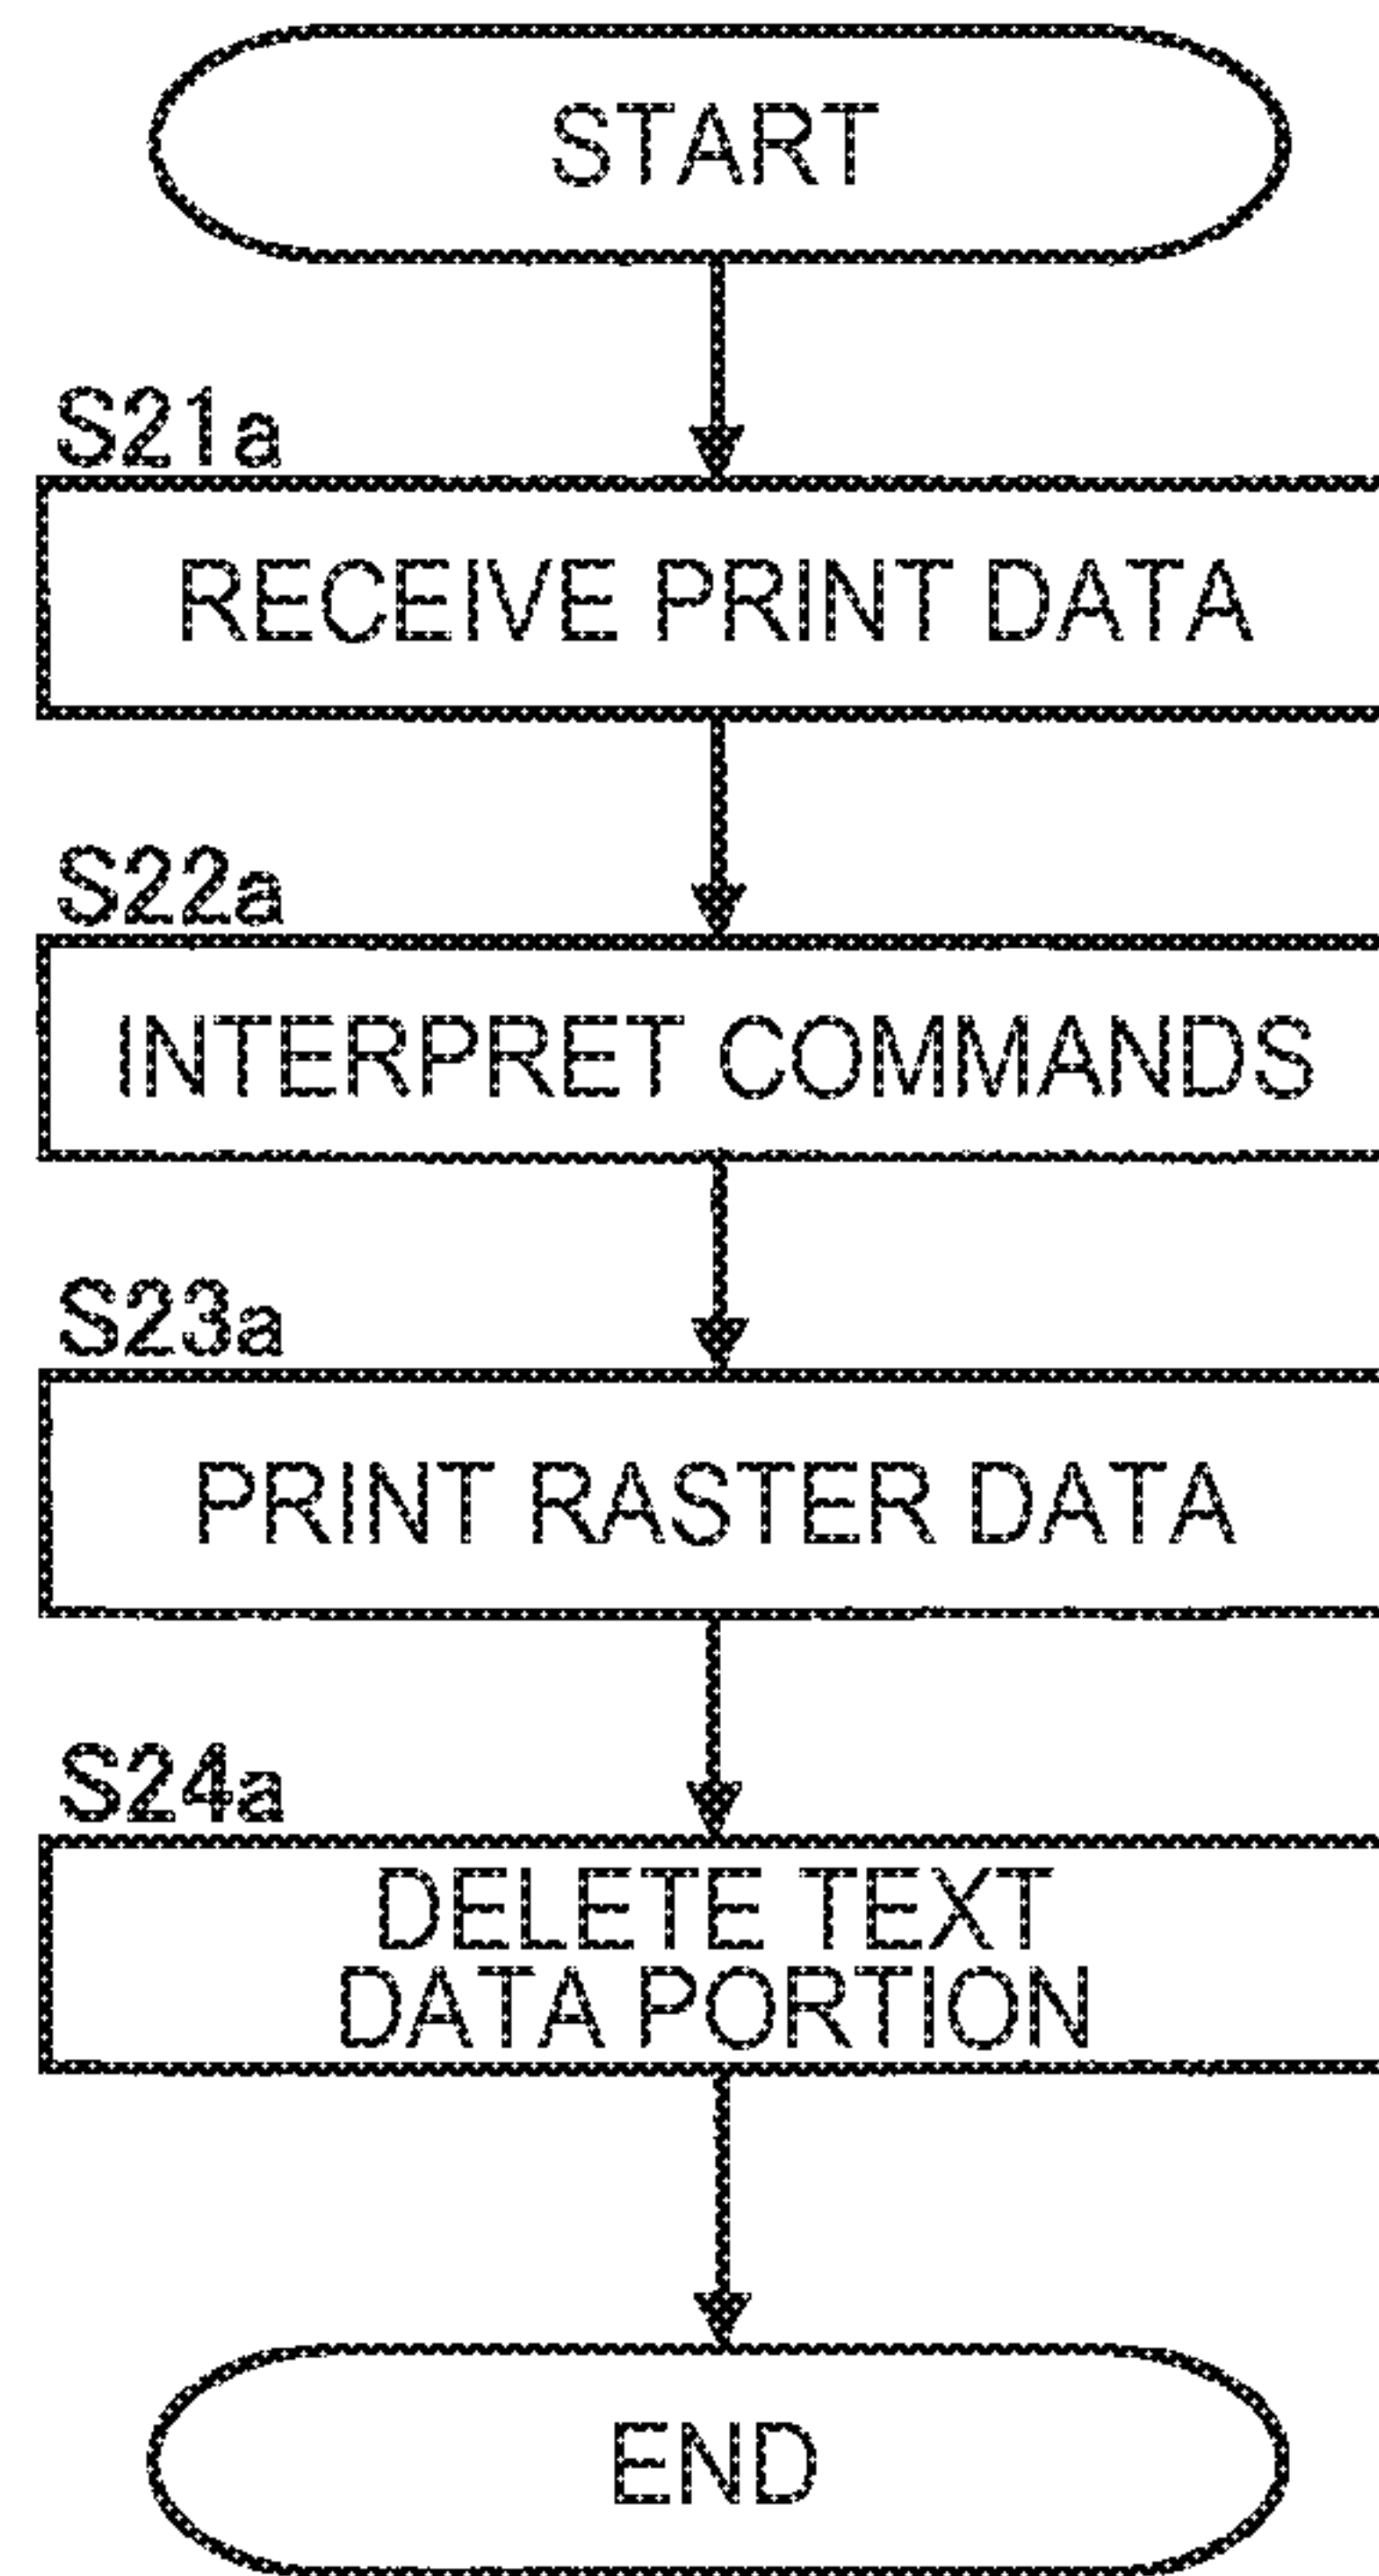 START
S21a
RECEIVE PRINT DATA
S22a
INTERPRET COMMANDS
S23a
PRINT RASTER DATA
S24a
DELETE TEXT
DATA PORTION
END